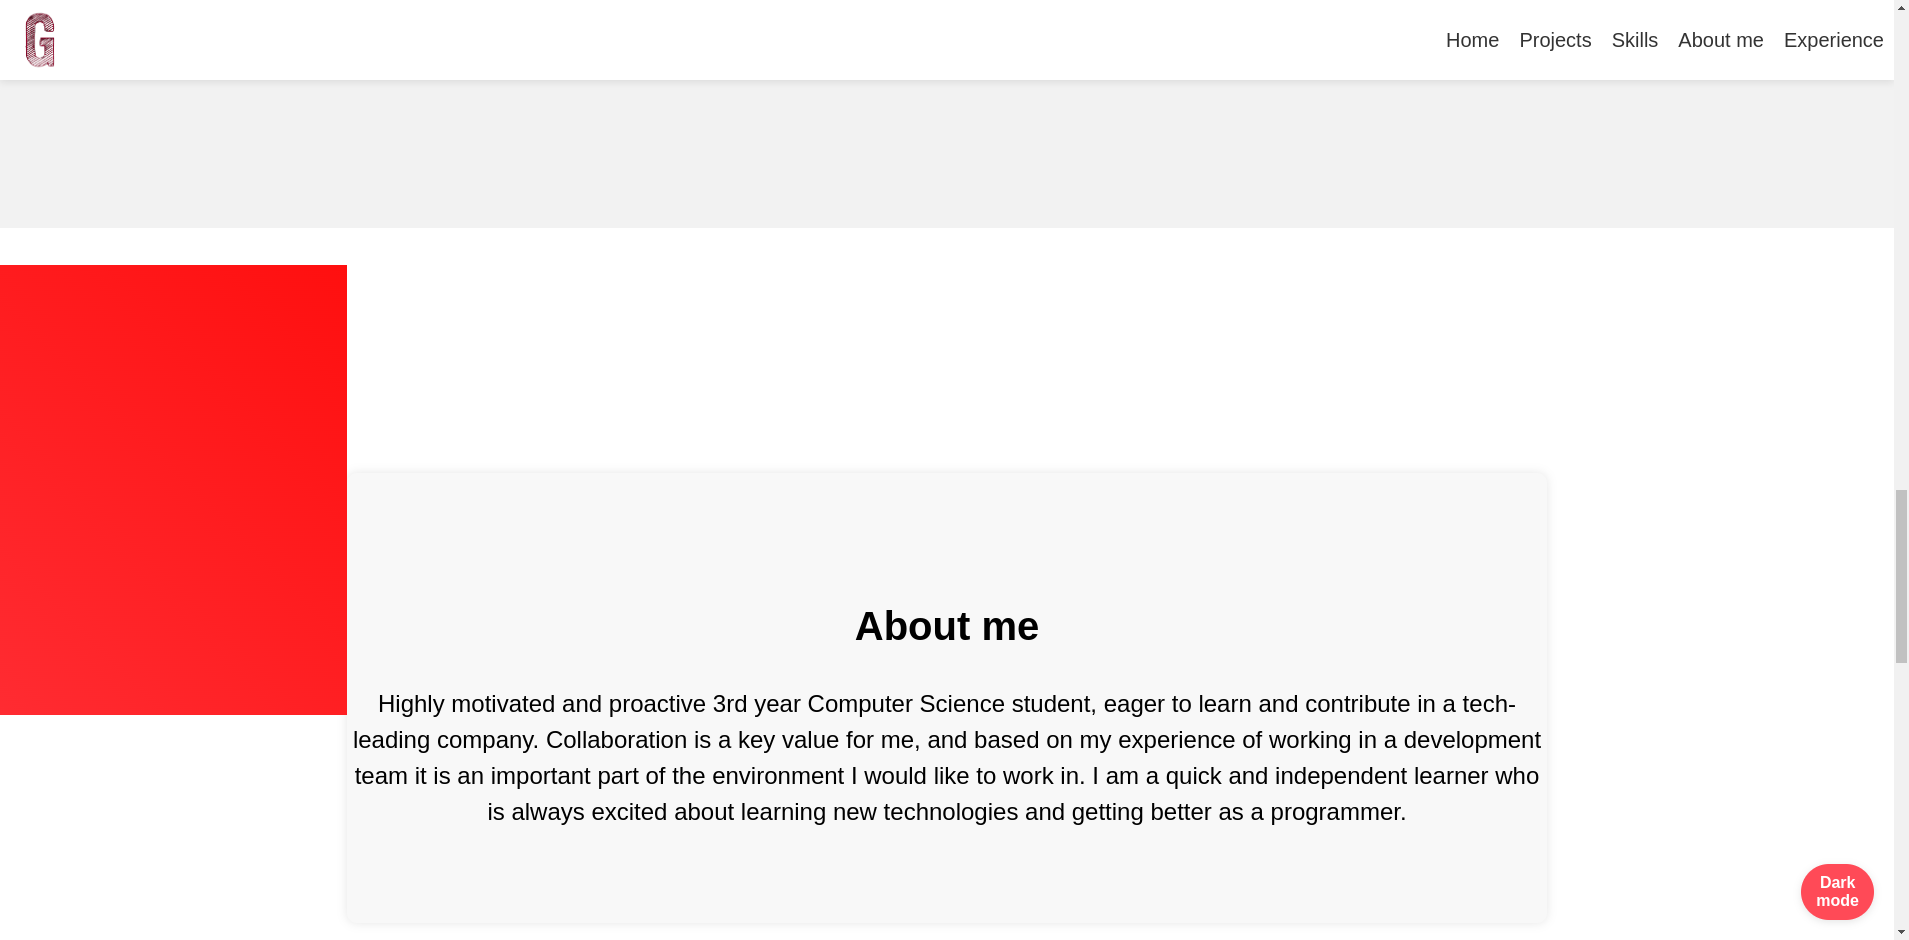 G
Home Projects Skills About me Experience
About me
Highly motivated and proactive 3rd year Computer Science student, eager to learn and contribute in a tech-
leading company. Collaboration is a key value for me, and based on my experience of working in a development
team it is an important part of the environment I would like to work in. I am a quick and independent learner who
is always excited about learning new technologies and getting better as a programmer.
Dark
mode